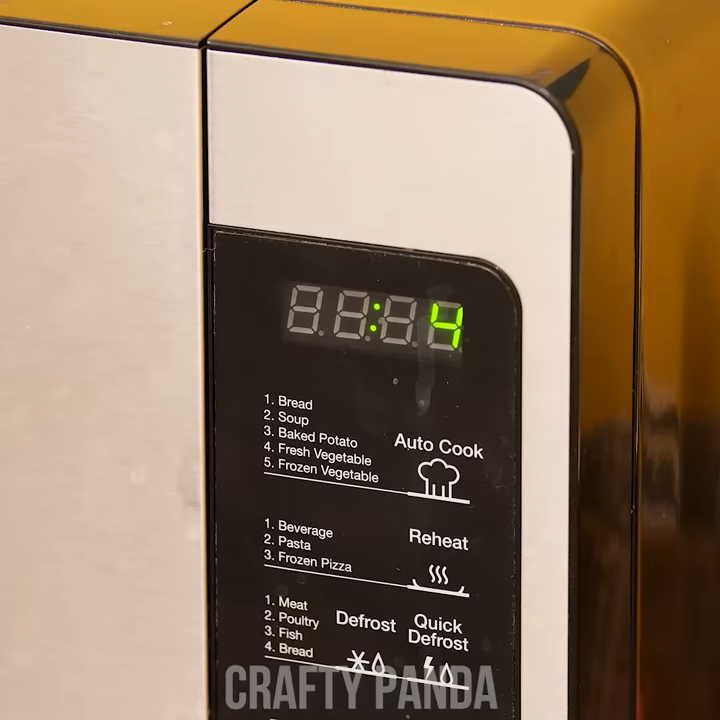 :4
1. Bread
2. Soup
3. Baked Potato
4. Fresh Vegetable
5. Frozen Vegetable
Auto Cook
1. Beverage
2. Pasta
3. Frozen Pizza
Reheat
1. Meat
2. Poultry
3. Fish
4. Bread
Defrost
Quick
Defrost
CRAFTY PANDA